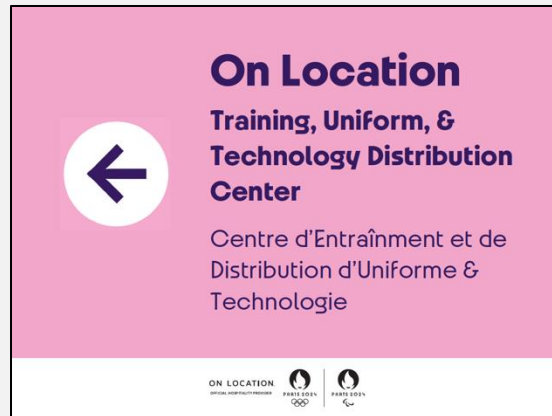 On Location
Training, Uniform, &
Technology Distribution
Center
Centre d'Entraînment et de
Distribution d'Uniforme &
Technologie
ON LOCATION
OFFICIAL HOSPITALITY PROVIDER
PARIS 2024
PARIS 2024